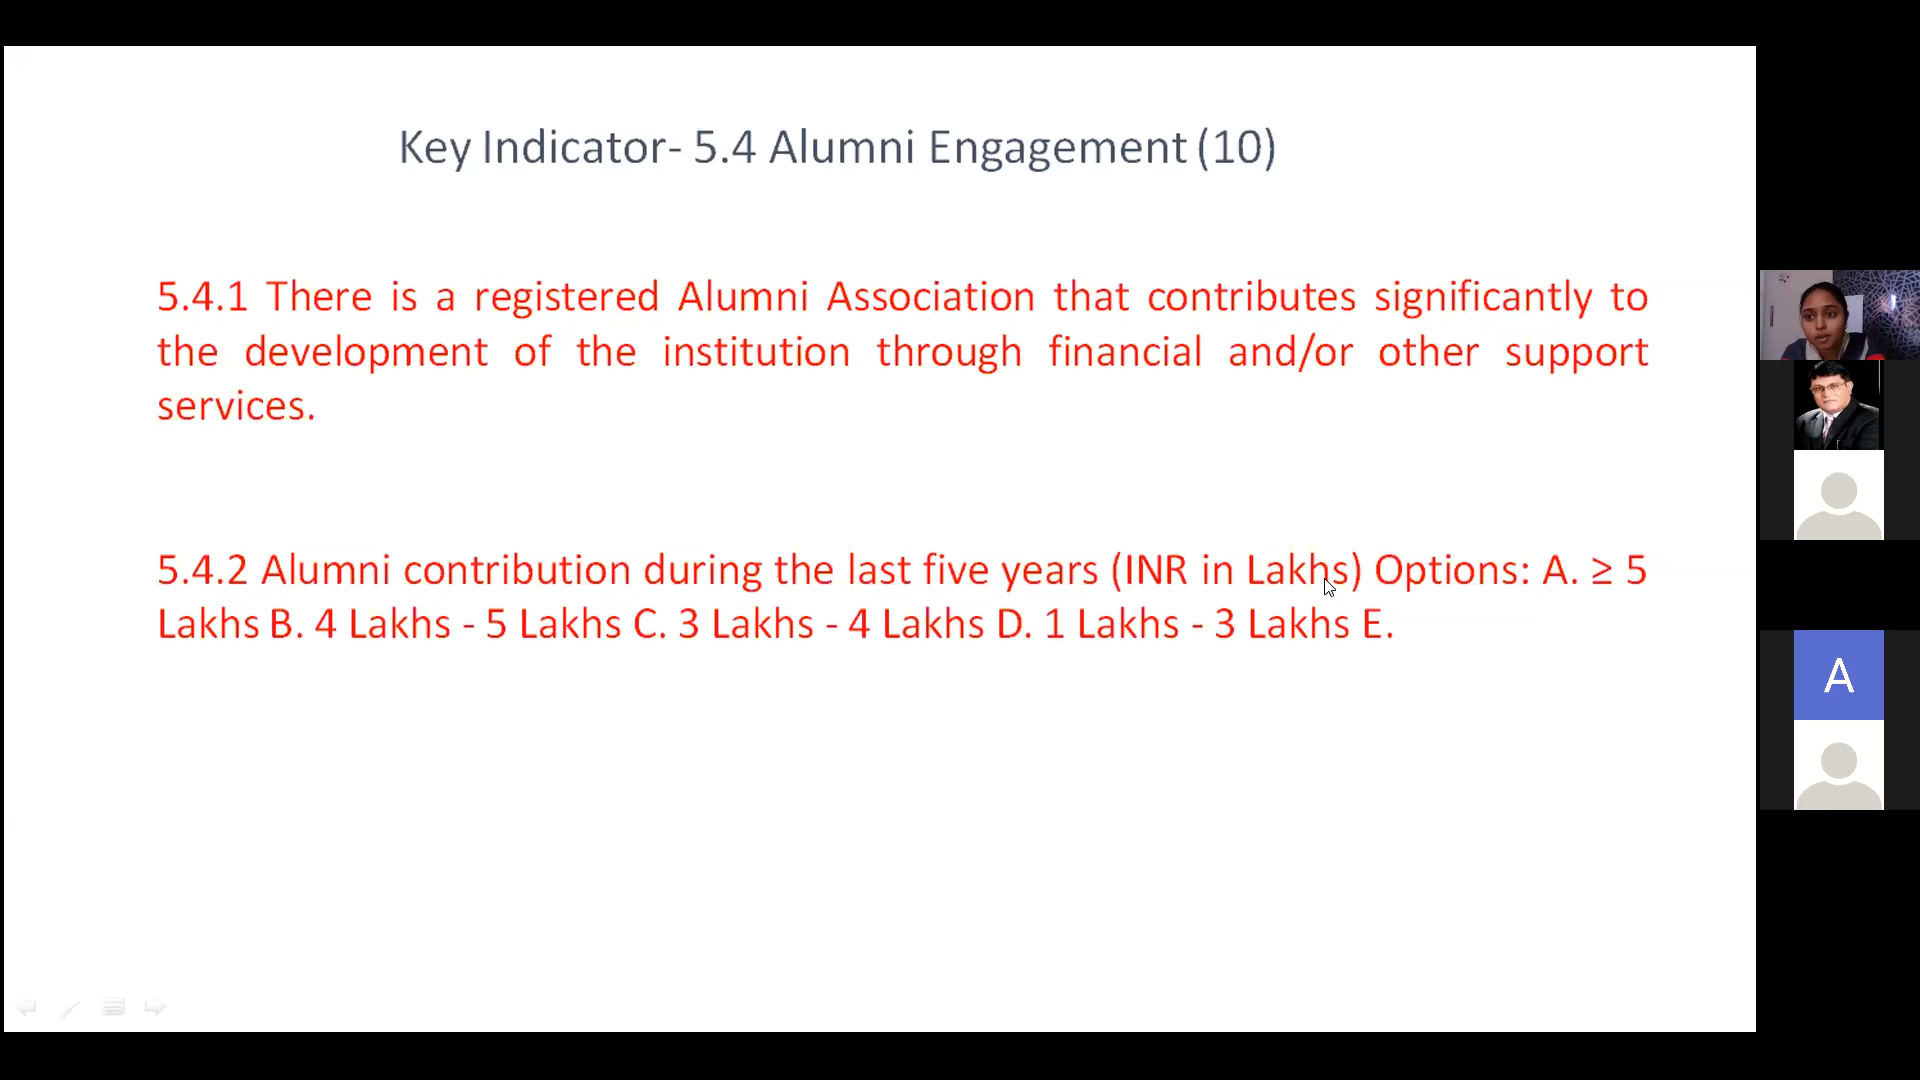 Key Indicator- 5.4 Alumni Engagement (10)
5.4.1 There is a registered Alumni Association that contributes significantly to
the development of the institution through financial and/or other support
services.
5.4.2 Alumni contribution during the last five years (INR in Lakhs) Options: A. ≥ 5
Lakhs B. 4 Lakhs - 5 Lakhs C. 3 Lakhs - 4 Lakhs D. 1 Lakhs - 3 Lakhs E.
A